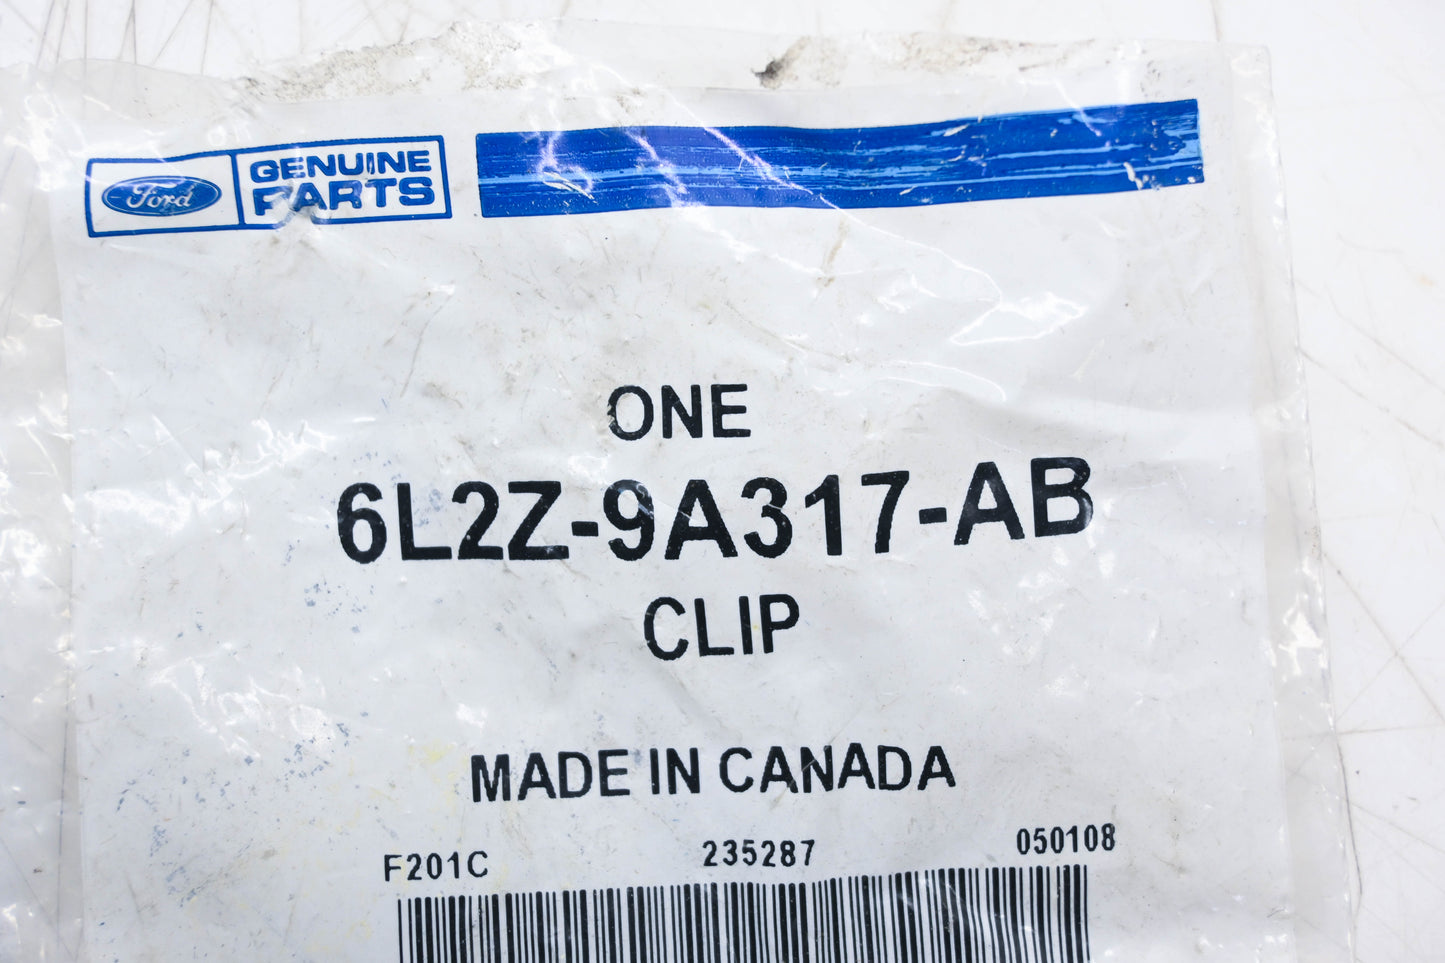 Ford
GENUINE
PARTS
ONE
6L2Z-9A317-AB
CLIP
MADE IN CANADA
F201C 235287 050108